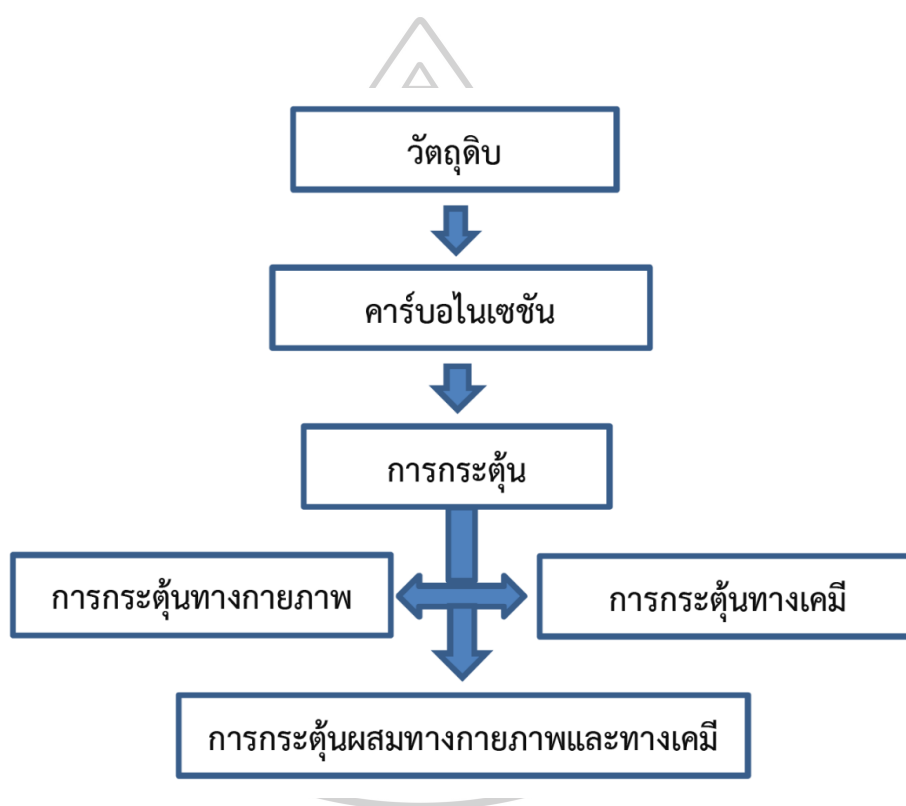 วัตถุดิบ
คาร์บอไนเซชัน
การกระตุ้น
การกระตุ้นทางกายภาพ
การกระตุ้นทางเคมี
การกระตุ้นผสมทางกายภาพและทางเคมี